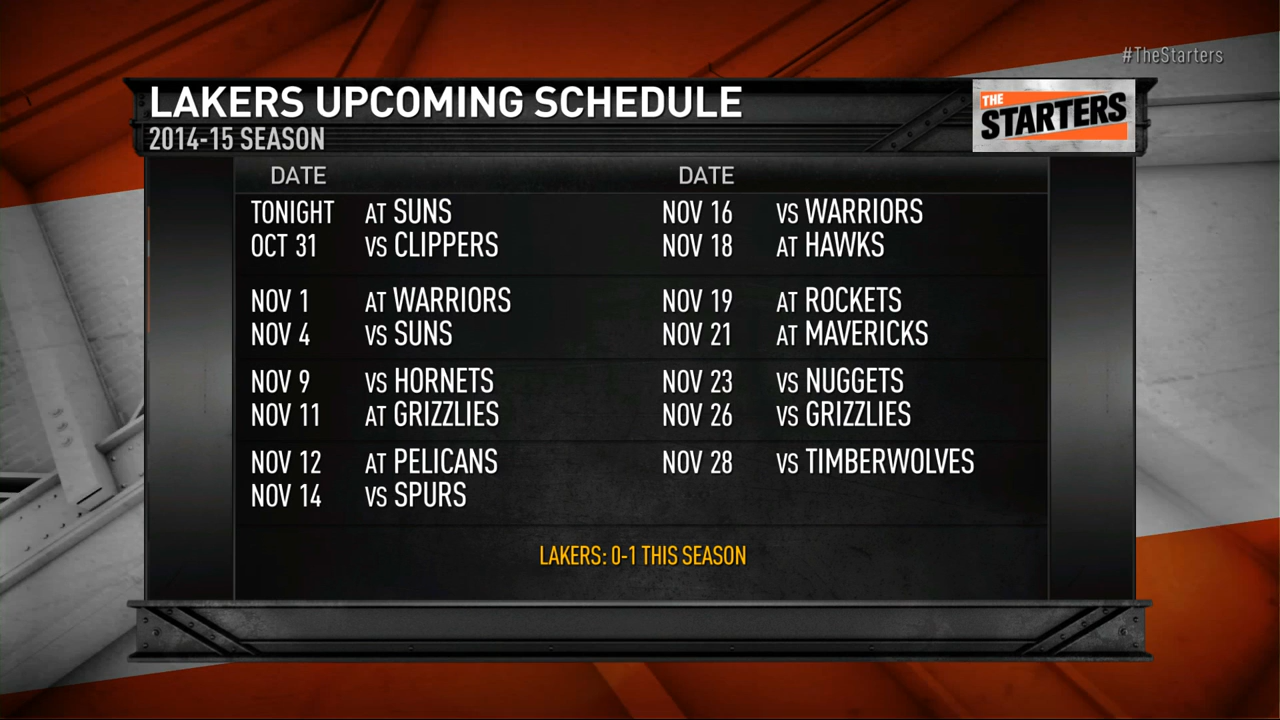 #TheStarters
LAKERS UPCOMING SCHEDULE
2014-15 SEASON
THE
STARTERS
DATE
TONIGHT AT SUNS
OCT 31 VS CLIPPERS
NOV 1 AT WARRIORS
NOV 4 VS SUNS
NOV 9 VS HORNETS
NOV 11 AT GRIZZLIES
NOV 12 AT PELICANS
NOV 14 VS SPURS
DATE
NOV 16 VS WARRIORS
NOV 18 AT HAWKS
NOV 19 AT ROCKETS
NOV 21 AT MAVERICKS
NOV 23 VS NUGGETS
NOV 26 VS GRIZZLIES
NOV 28 VS TIMBERWOLVES
LAKERS: 0-1 THIS SEASON